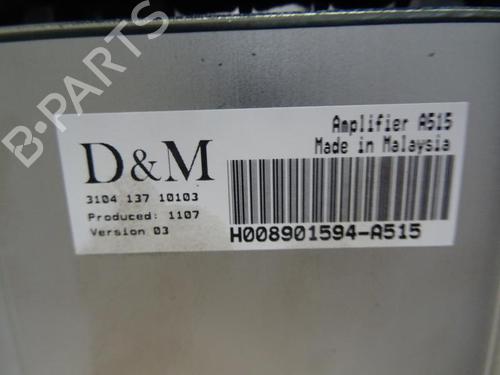 B-PARTS
D&M
3104 137 10103
Produced: 1107
Version 03
Amplifier A515
Made in Malaysia
H008901594-A515